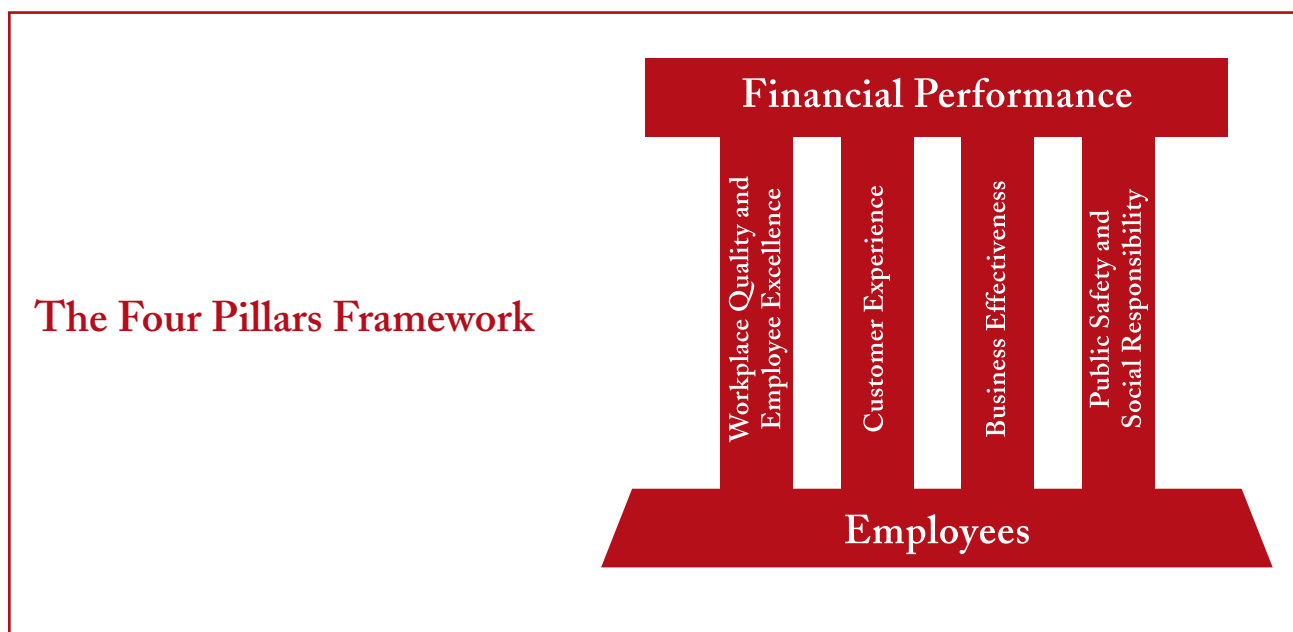 The Four Pillars Framework
Financial Performance
Workplace Quality and
Employee Excellence
Customer Experience
Business Effectiveness
Public Safety and
Social Responsibility
Employees